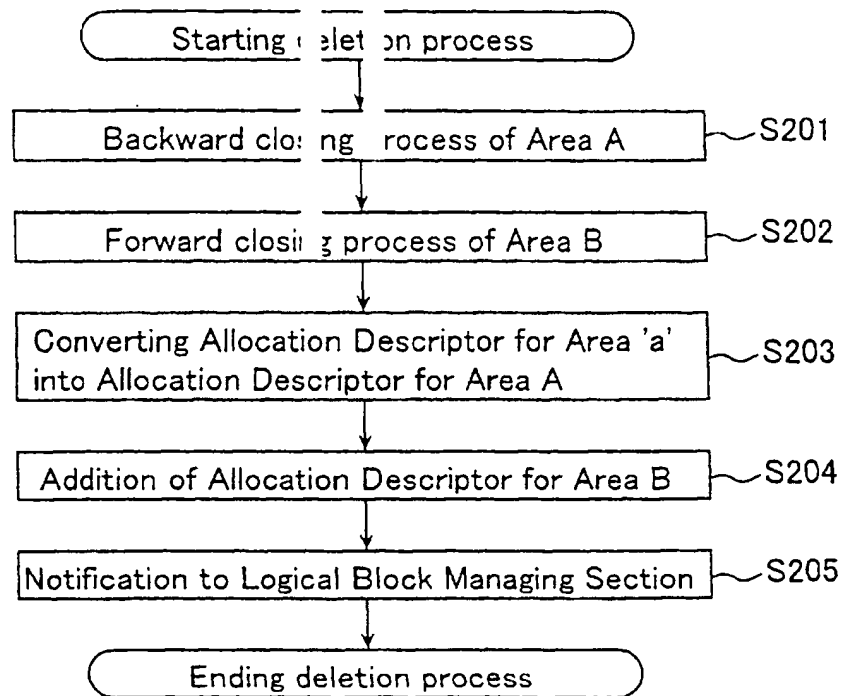 Starting deletion process
Backward closing process of Area A
S201
Forward closing process of Area B
S202
Converting Allocation Descriptor for Area 'a'
into Allocation Descriptor for Area A
S203
Addition of Allocation Descriptor for Area B
S204
Notification to Logical Block Managing Section
S205
Ending deletion process